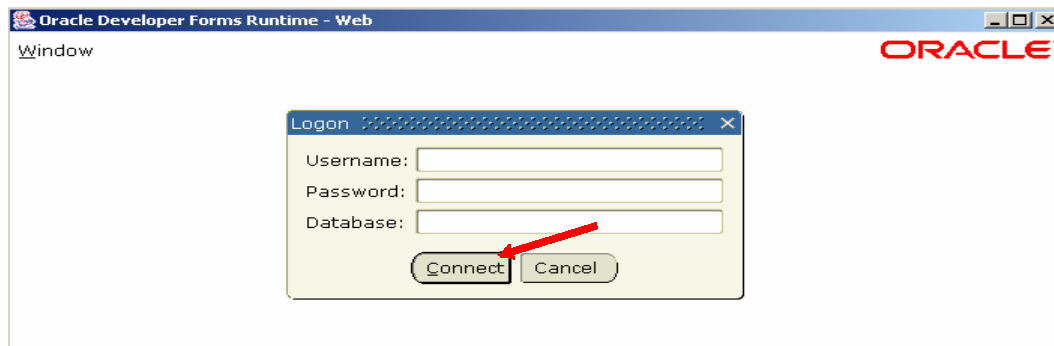 Oracle Developer Forms Runtime - Web
Window
ORACLE
Logon
Username:
Password:
Database:
Connect
Cancel